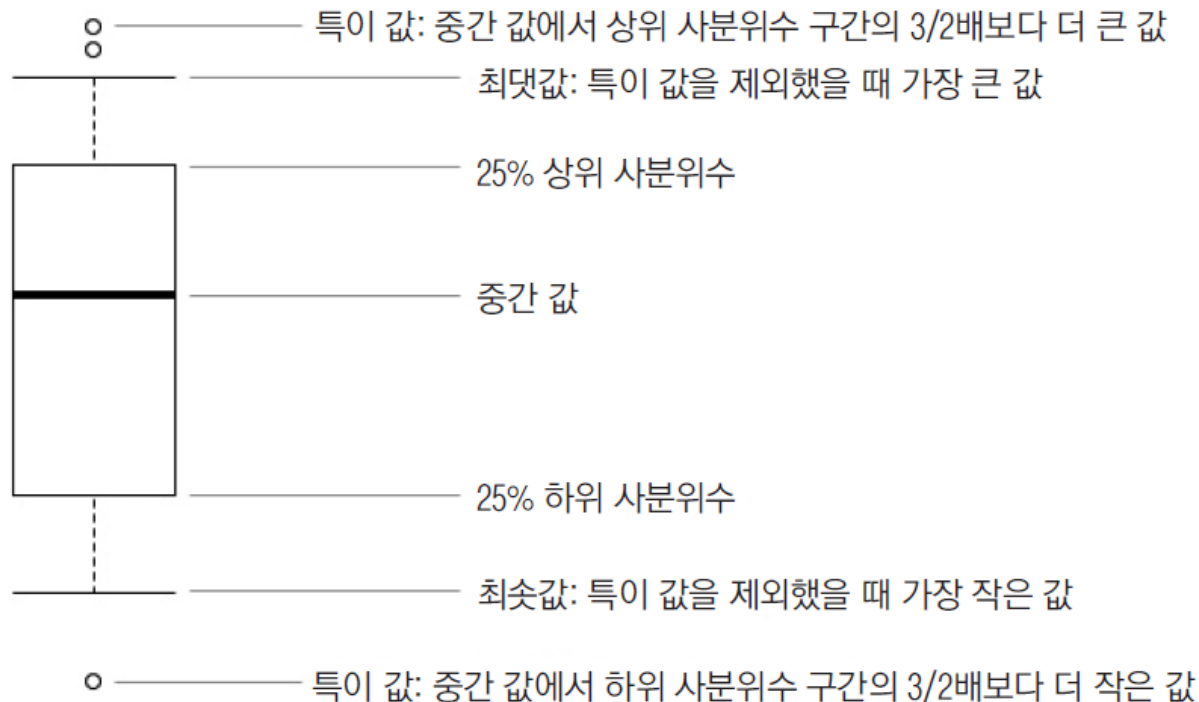 특이 값: 중간 값에서 상위 사분위수 구간의 3/2배보다 더 큰 값
최댓값: 특이 값을 제외했을 때 가장 큰 값
25% 상위 사분위수
중간 값
25% 하위 사분위수
최솟값: 특이 값을 제외했을 때 가장 작은 값
특이 값: 중간 값에서 하위 사분위수 구간의 3/2배보다 더 작은 값